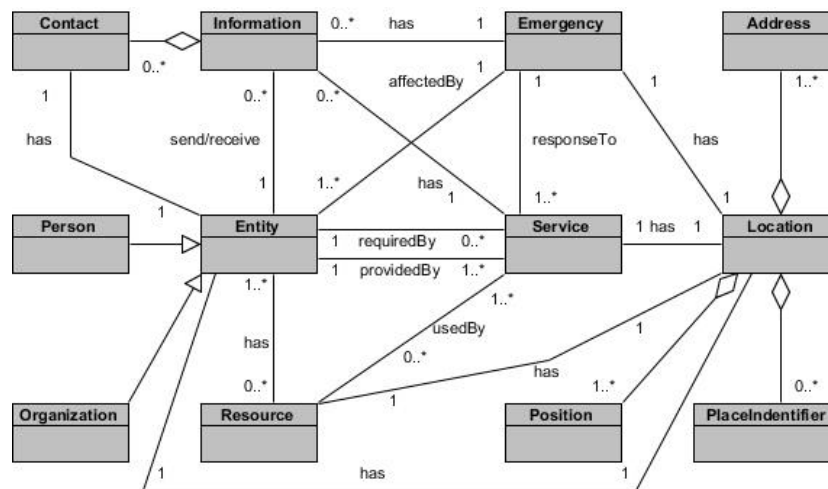 Contact
Information
Emergency
Address
0..* has 1
0..*
1
0..*
0..*
affectedBy
1
1
1
1..*
has
send/receive
responseTo
has
1
1..*
has
1
1..*
1
1
Person
Entity
Service
Location
1 requiredBy 0..*
1 has 1
1 providedBy 1..*
1..*
1..*
has
usedBy
1
0..*
has
0..*
1
1..*
0..*
Organization
Resource
Position
PlaceIndentifier
1
has
1